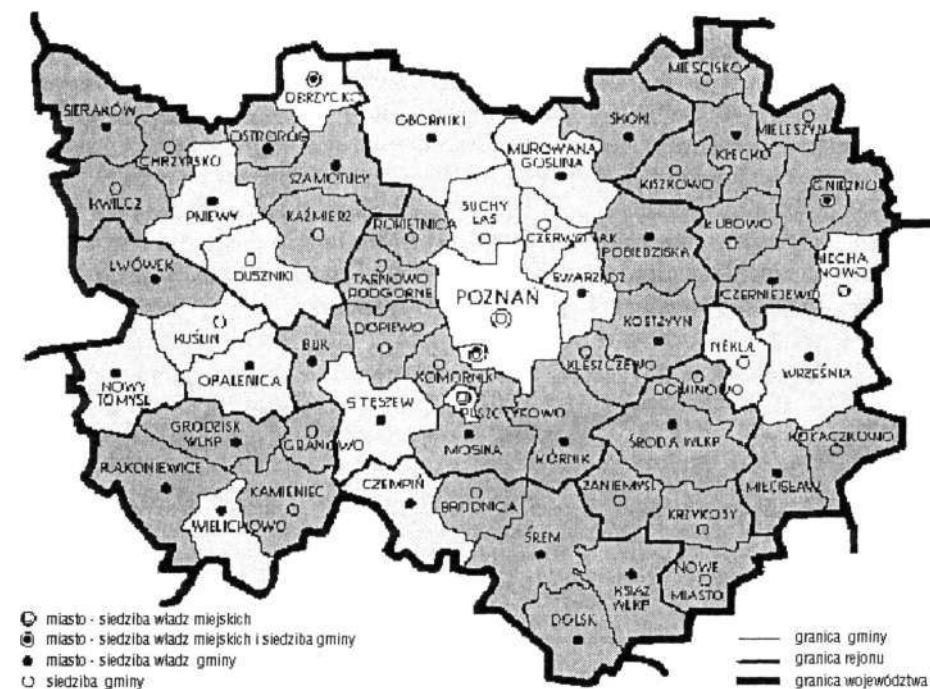 MIEŚCISKO
OBRZYCKO
SIERAKÓW
OBORNIKI
SKOKI
MIELESZYN
OSTRORÓG
CHRZYPSKO
MUROWANA
GOŚLINA
KŁECKO
SZAMOTUŁY
KISZKOWO
GNIEZNO
KWILCZ
PNIEWY
KAŹMIERZ
SUCHY
LAS
ROKIETNICA
ŁUBOWO
CZERWONAK
POBIEDZISKA
LWÓWEK
DUSZNIKI
TARNOWO
PODGÓRNE
SWARZĘDZ
NIECHA
NOWO
CZERNIEJEWO
POZNAŃ
KUŚLIN
DOPIEWO
KOSTZYYN
BUK
KLESZCZEWO
NEKLA
WRZEŚNIA
NOWY
TOMYŚL
OPALENICA
KOMORNIKI
DOMINOWO
STĘSZEW
PUSZCZYKOWO
GRODZISK
WLKP
GRANOWO
MOSINA
KÓRNIK
ŚRODA WLKP
KOŁACZKOWO
RAKONIEWICE
KAMIENIEC
CZEMPIŃ
BRODNICA
ZANIEMYŚL
MIŁOSŁAW
WIELICHOWO
KRZYKOSY
ŚREM
NOWE
MIASTO
KSIĄŻ
WLKP
DOLSK
miasto - siedziba władz miejskich
miasto - siedziba władz miejskich i siedziba gminy
miasto - siedziba władz gminy
siedziba gminy
granica gminy
granica rejonu
granica województwa